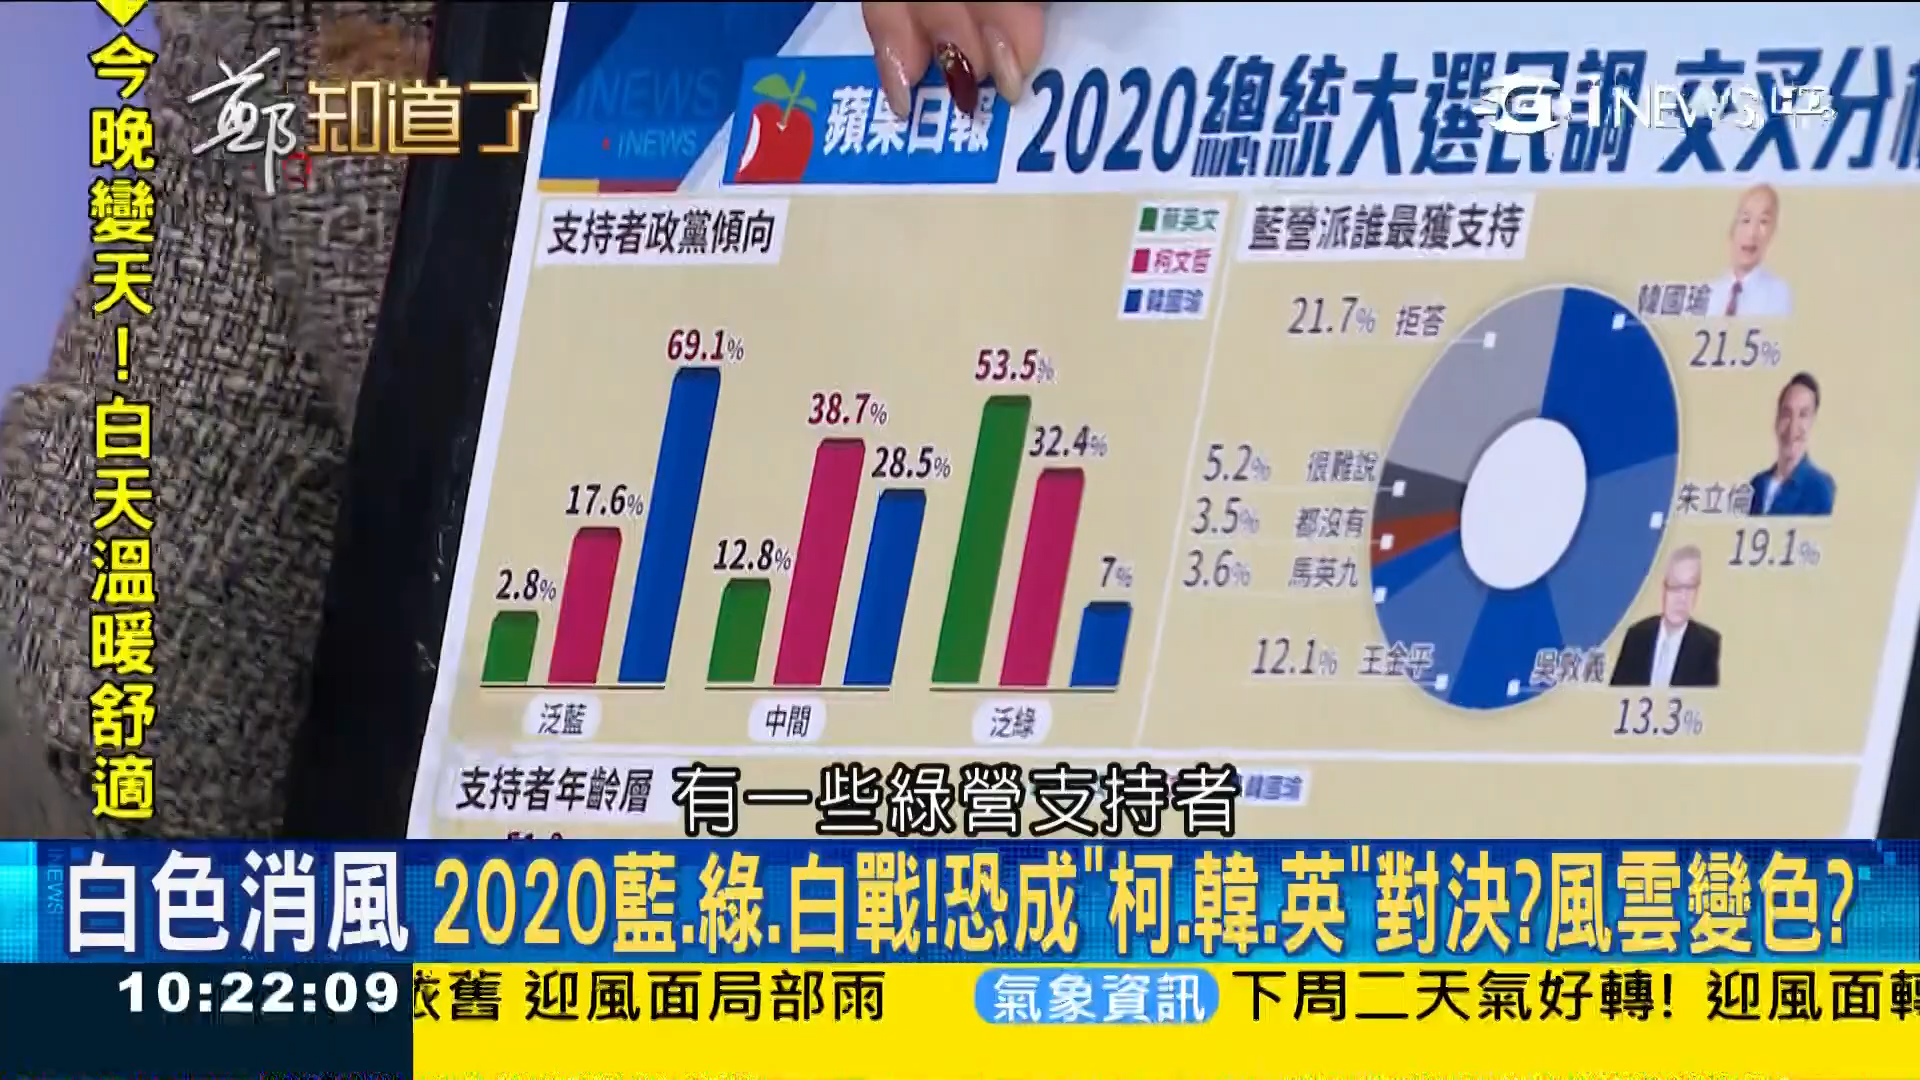 今晚變天！白天溫暖舒適
鄭知道了
iNEWS
蘋果日報
2020總統大選民調 交叉分
iNEWS
支持者政黨傾向
蔡英文
柯文哲
韓國瑜
2.8%
17.6%
69.1%
泛藍
12.8%
38.7%
28.5%
中間
53.5%
32.4%
7%
泛綠
藍營派誰最獲支持
21.7% 拒答
5.2% 很難說
3.5% 都沒有
3.6% 馬英九
12.1% 王金平
韓國瑜
21.5%
朱立倫
19.1%
吳敦義
13.3%
支持者年齡層
韓國瑜
有一些綠營支持者
白色消風
2020藍.綠.白戰!恐成"柯.韓.英"對決?風雲變色?
10:22:09
依舊 迎風面局部雨 氣象資訊 下周二天氣好轉! 迎風面轉